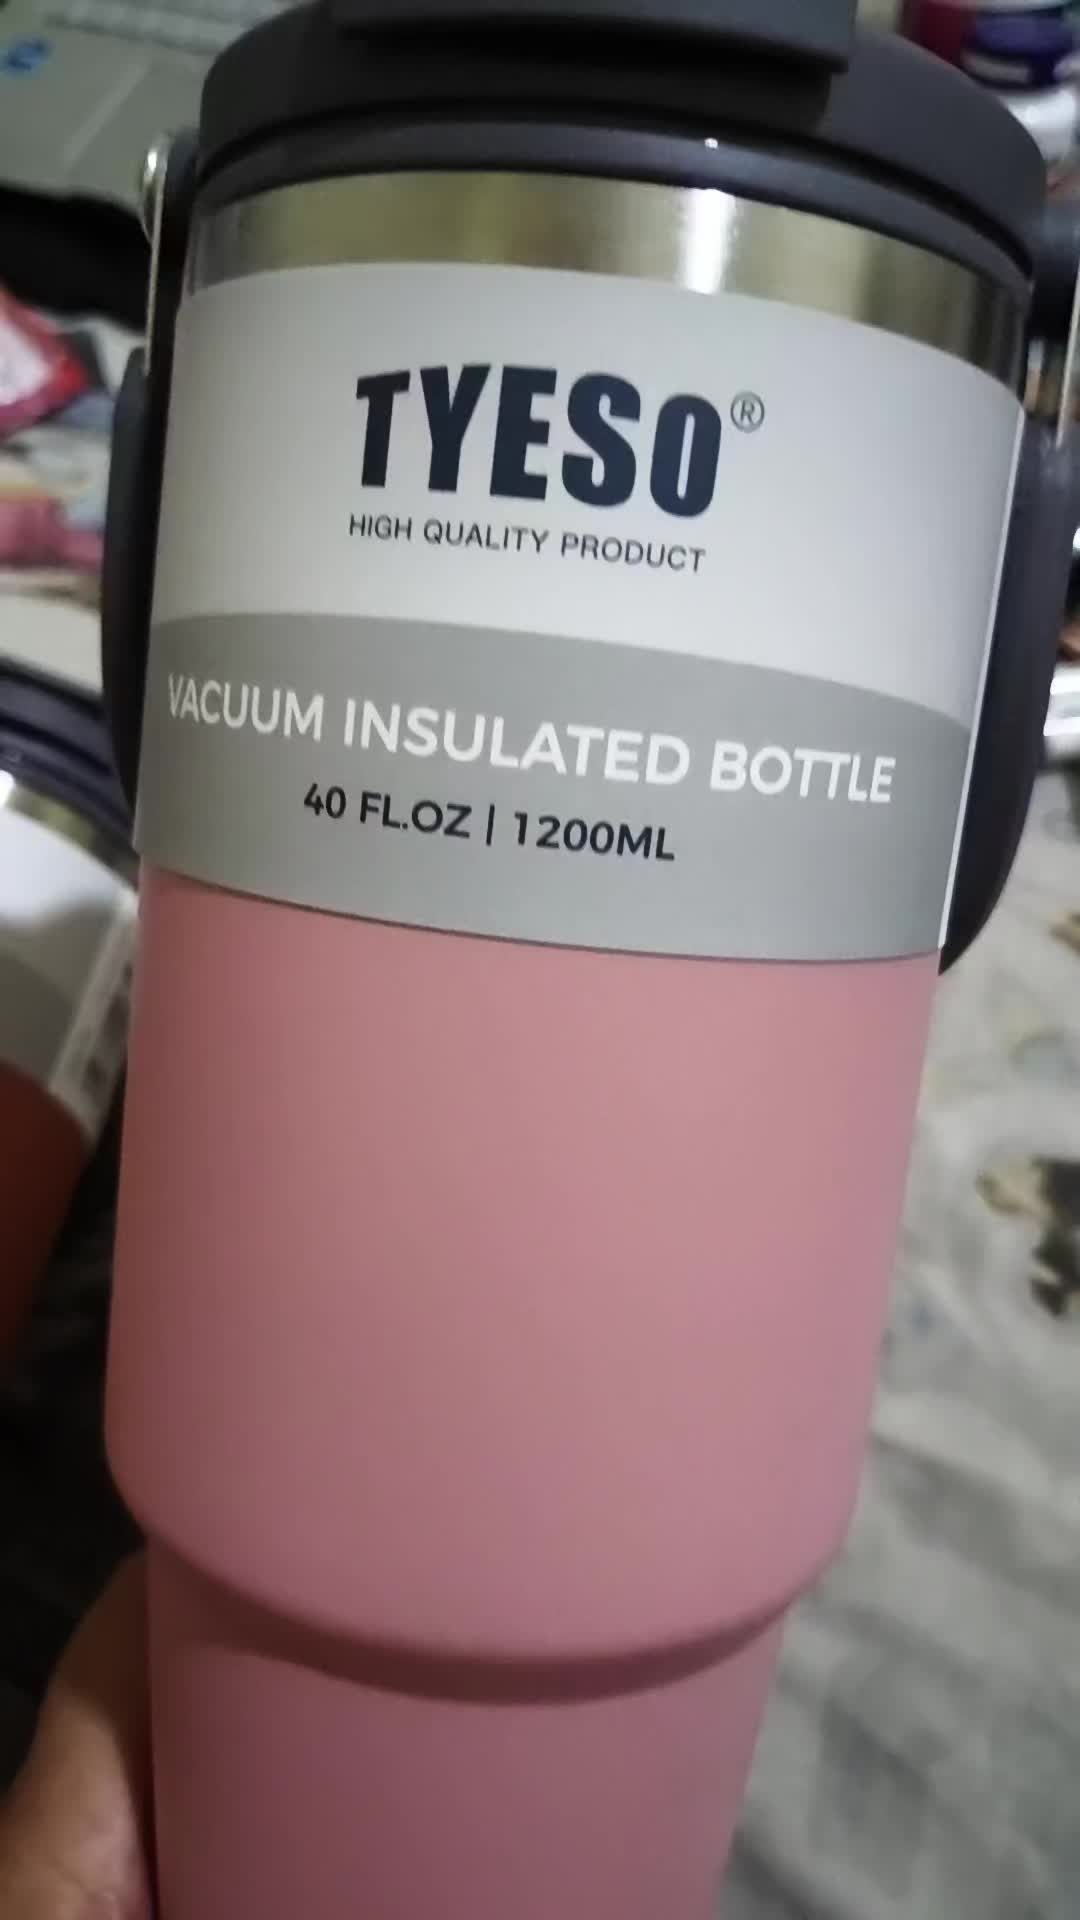 TYESO®
HIGH QUALITY PRODUCT
VACUUM INSULATED BOTTLE
40 FL.OZ | 1200ML